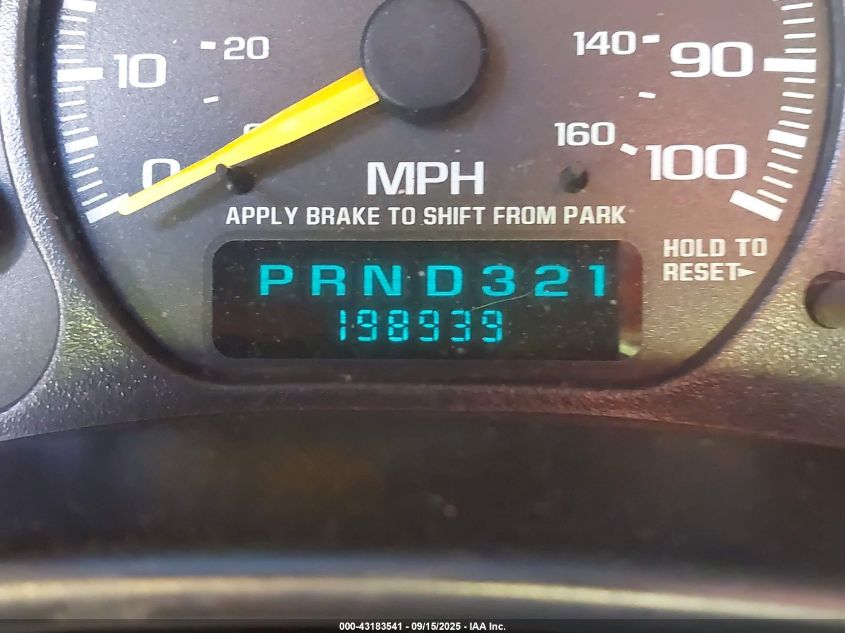 20
10
140
90
0
160
100
MPH
APPLY BRAKE TO SHIFT FROM PARK
HOLD TO
RESET
PRND321
198939
000-43183541 - 09/15/2025 - IAA Inc.